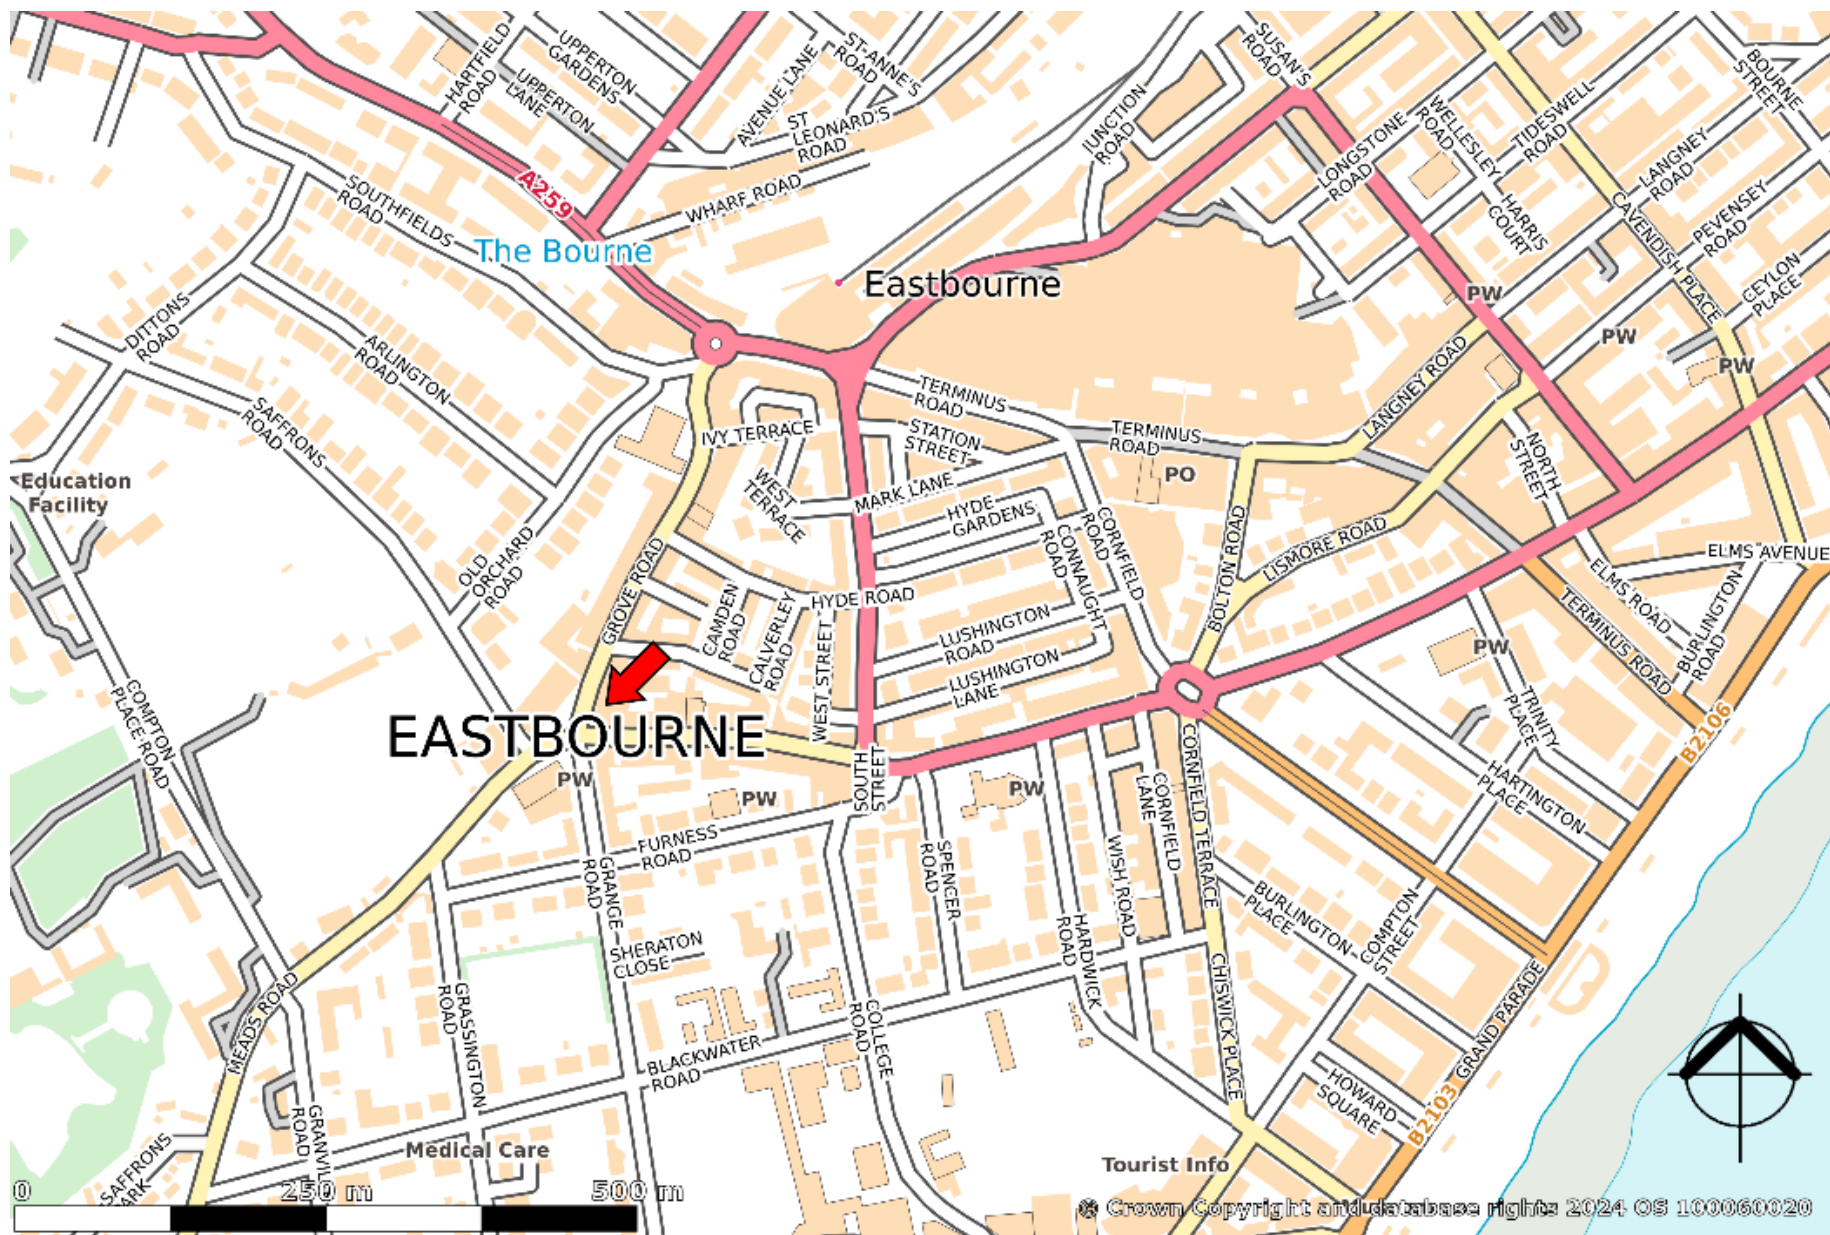 HARTFIELD
ROAD
UPPERTON
GARDENS
UPPERTON
LANE
AVENUE LANE
ST ANNE'S
ROAD
ST
LEONARD'S
ROAD
SUSAN'S
ROAD
BOURNE
STREET
JUNCTION
ROAD
LONGSTONE
ROAD
WELLESLEY
ROAD
TIDESWELL
ROAD
LANGNEY
ROAD
A259
SOUTHFIELDS
ROAD
WHARF ROAD
HARRIS
COURT
CAVENDISH PLACE
PEVENSEY
ROAD
The Bourne
Eastbourne
PW
CEYLON
PLACE
DITTONS
ROAD
ARLINGTON
ROAD
PW
PW
SAFFRONS
ROAD
TERMINUS
ROAD
LANGNEY ROAD
IVY TERRACE
STATION
STREET
TERMINUS
ROAD
PO
NORTH
STREET
Education
Facility
WEST
TERRACE
MARK LANE
HYDE
GARDENS
CONNAUGHT
ROAD
CORNFIELD
ROAD
BOLTON ROAD
LISMORE ROAD
ELMS AVENUE
OLD
ORCHARD
ROAD
GROVE ROAD
CAMDEN
ROAD
CALVERLEY
ROAD
HYDE ROAD
WEST STREET
LUSHINGTON
ROAD
LUSHINGTON
LANE
ELMS ROAD
BURLINGTON
ROAD
TERMINUS ROAD
PW
COMPTON
PLACE ROAD
EASTBOURNE
TRINITY
PLACE
B2106
PW
PW
SOUTH
STREET
PW
CORNFIELD
LANE
CORNFIELD TERRACE
HARTINGTON
PLACE
FURNESS
ROAD
GRANGE
ROAD
SPENCER
ROAD
WISH ROAD
BURLINGTON
PLACE
COMPTON
STREET
SHERATON
CLOSE
HARDWICK
ROAD
CHISWICK PLACE
MEADS ROAD
GRASSINGTON
ROAD
COLLEGE
ROAD
GRAND PARADE
BLACKWATER
ROAD
HOWARD
SQUARE
B2103
GRANVILLE
ROAD
SAFFRONS
PARK
Medical Care
Tourist Info
0
250 m
500 m
© Crown Copyright and database rights 2024 OS 100060020